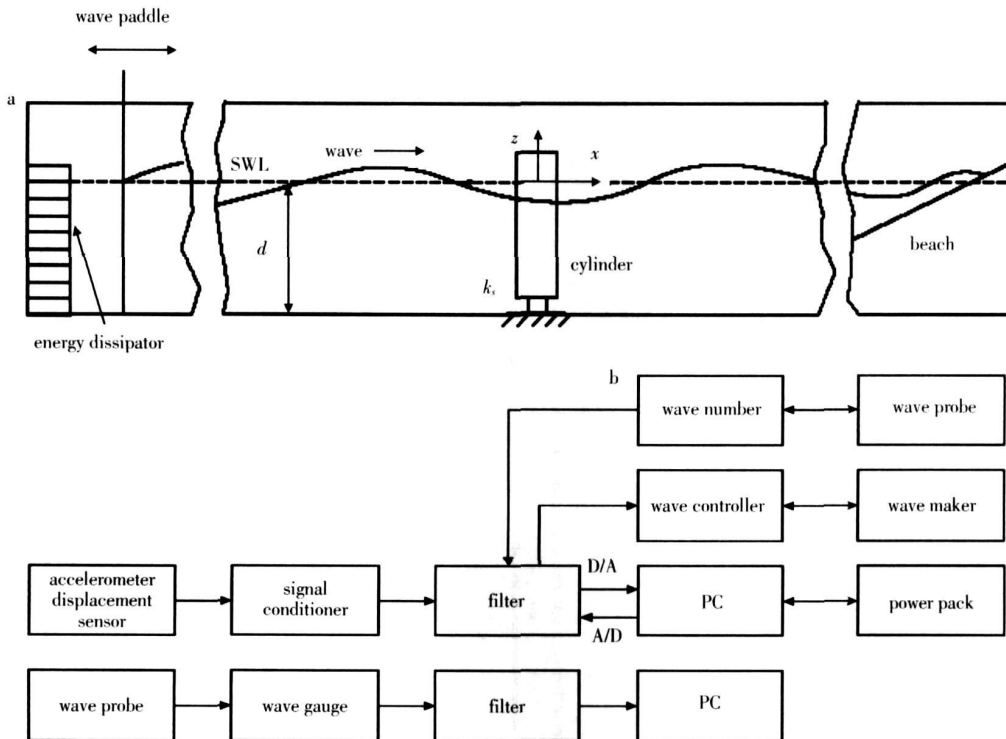 wave paddle
a
z
wave
x
SWL
d
cylinder
beach
k_s
energy dissipator
b
wave number
wave probe
wave controller
wave maker
accelerometer
displacement
sensor
signal
conditioner
filter
D/A
A/D
PC
power pack
wave probe
wave gauge
filter
PC